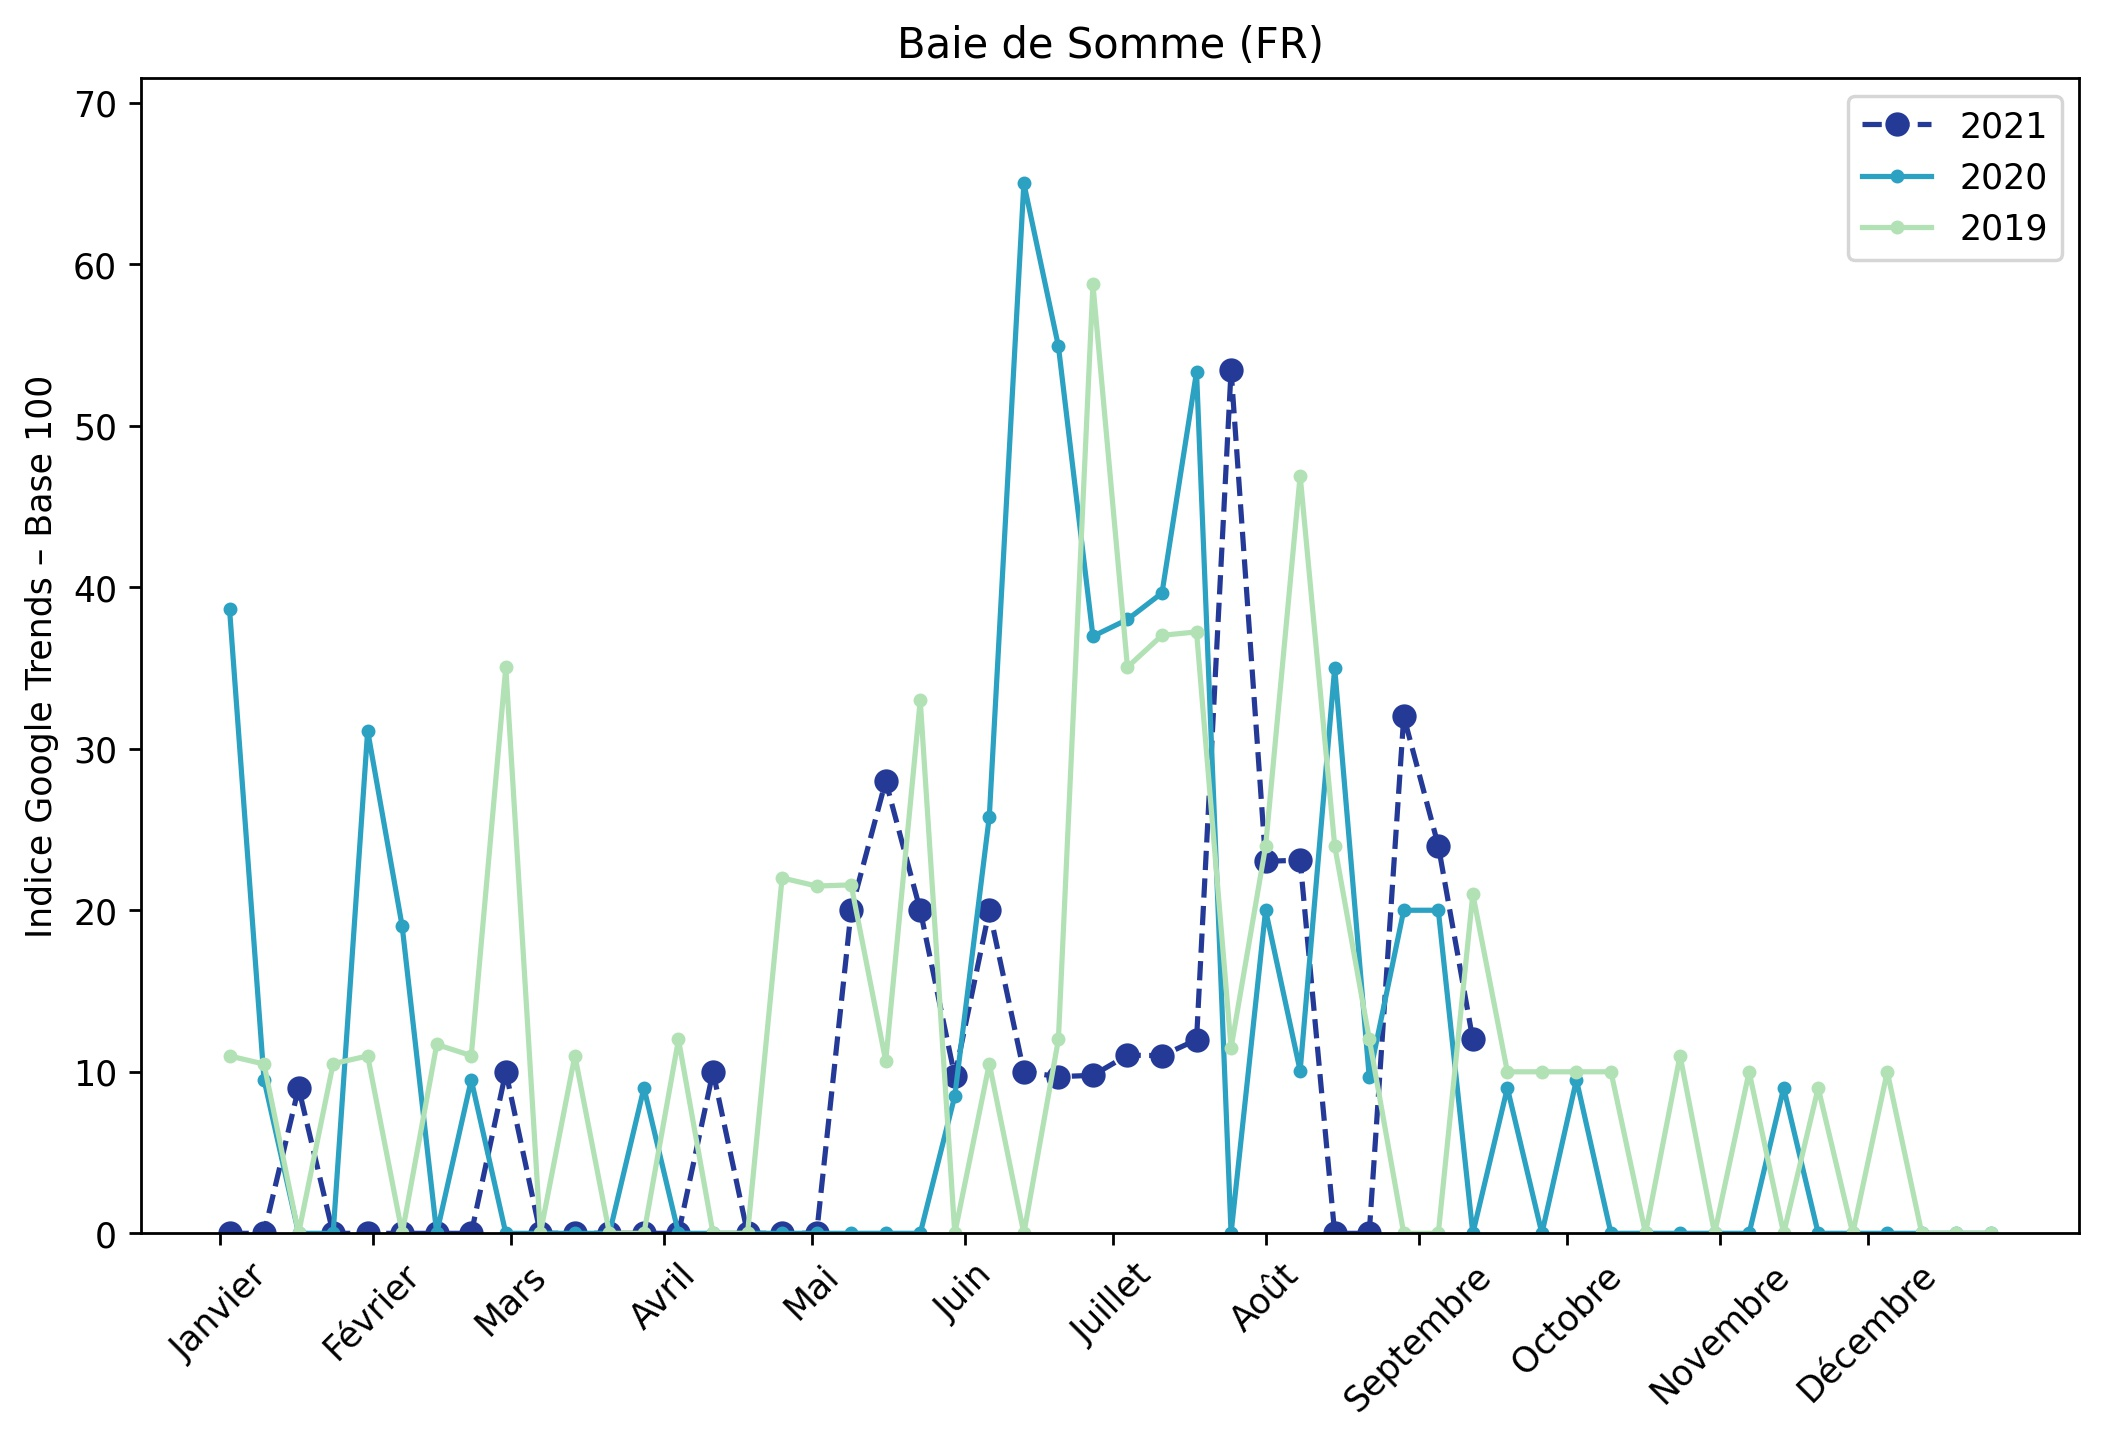 Baie de Somme (FR)
Indice Google Trends – Base 100
70
60
50
40
30
20
10
0
2021
2020
2019
Janvier
Février
Mars
Avril
Mai
Juin
Juillet
Août
Septembre
Octobre
Novembre
Décembre